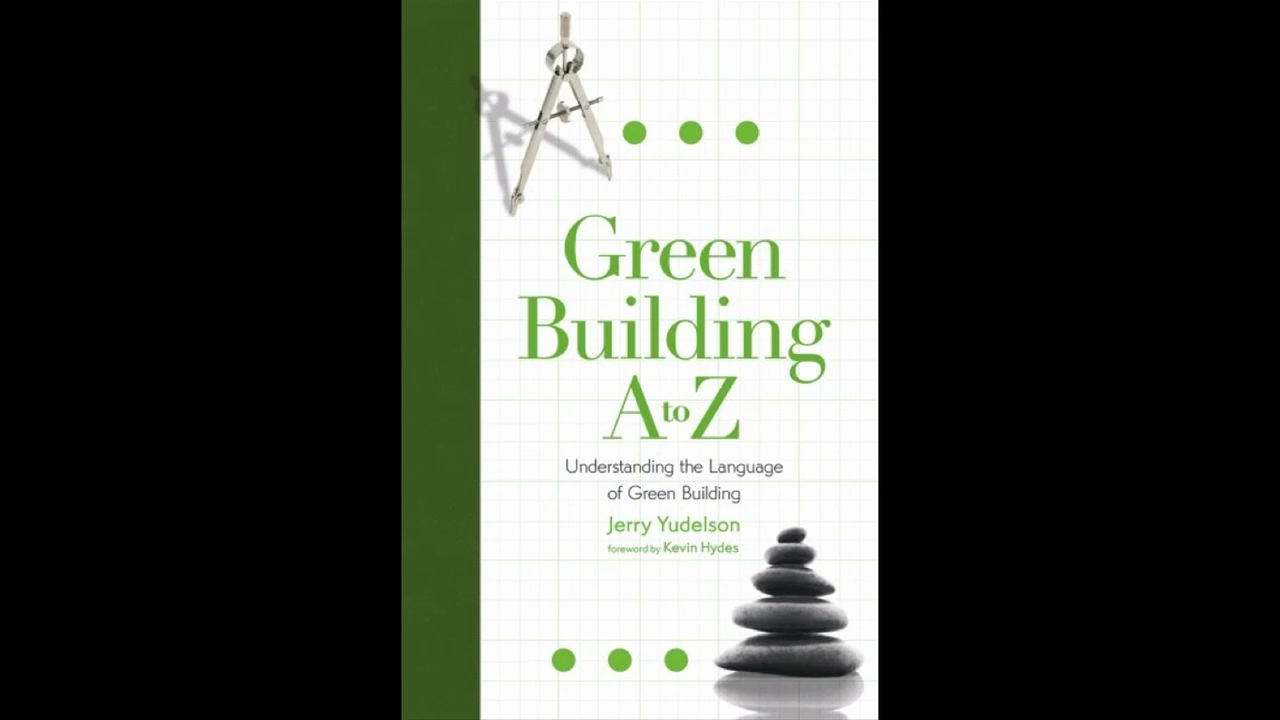 Green
Building
A to Z
Understanding the Language
of Green Building
Jerry Yudelson
foreword by Kevin Hydes